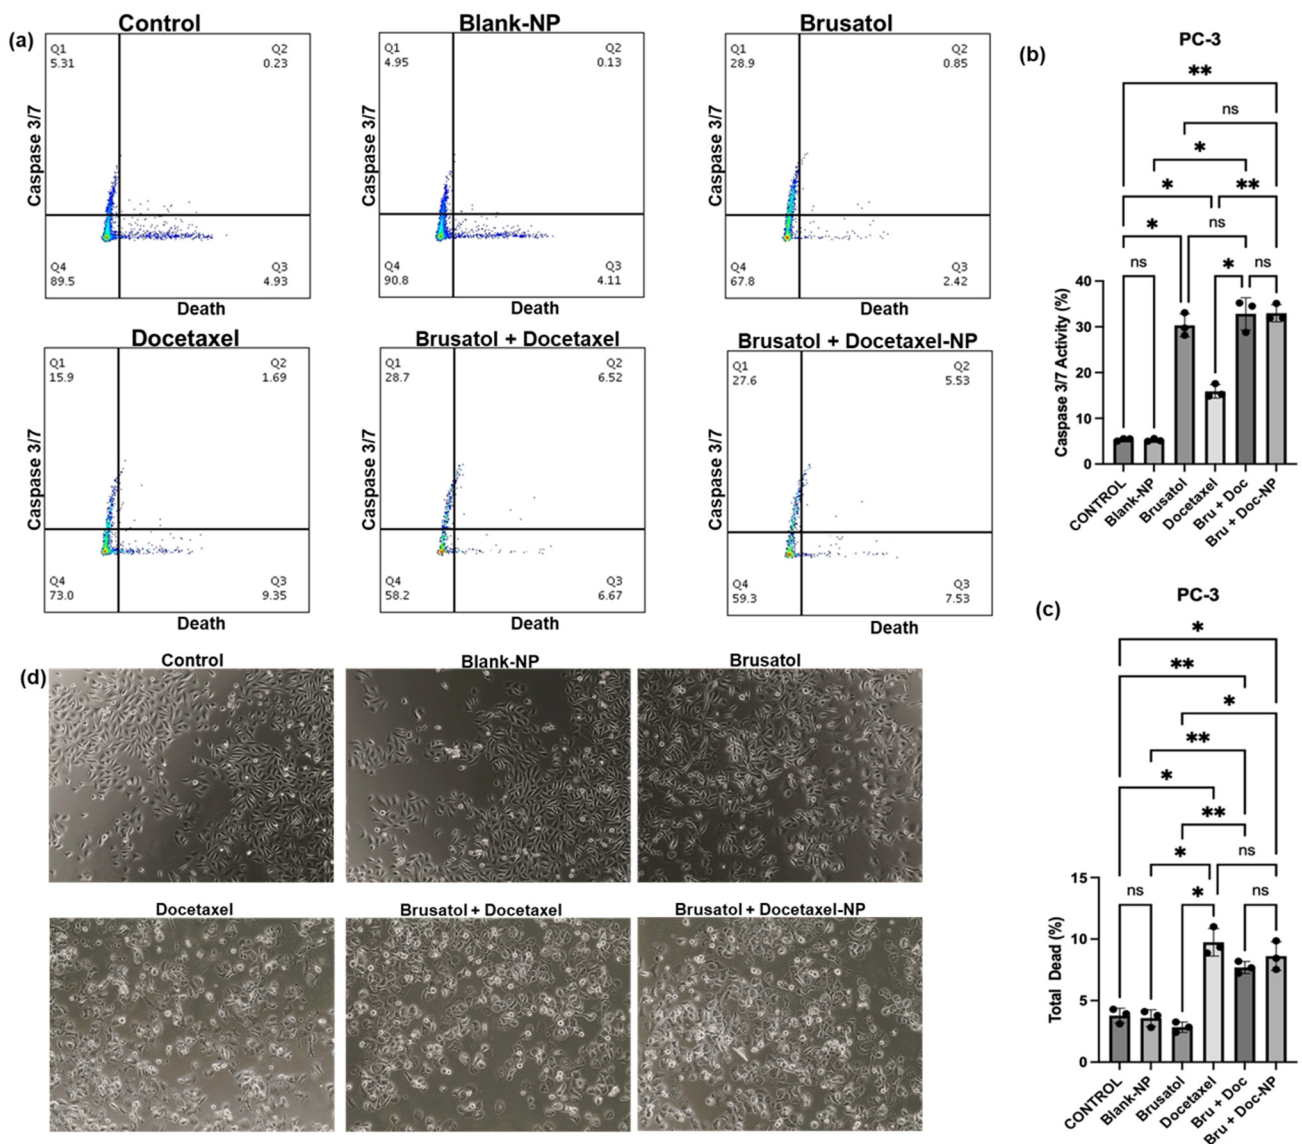 (a)
Control
Q1
5.31
Q2
0.23
Q4
89.5
Q3
4.93
Caspase 3/7
Death
Blank-NP
Q1
4.95
Q2
0.13
Q4
90.8
Q3
4.11
Caspase 3/7
Death
Brusatol
Q1
28.9
Q2
0.85
Q4
67.8
Q3
2.42
Caspase 3/7
Death
Docetaxel
Q1
15.9
Q2
1.69
Q4
73.0
Q3
9.35
Caspase 3/7
Death
Brusatol + Docetaxel
Q1
28.7
Q2
6.52
Q4
58.2
Q3
6.67
Caspase 3/7
Death
Brusatol + Docetaxel-NP
Q1
27.6
Q2
5.53
Q4
59.3
Q3
7.53
Caspase 3/7
Death
(b)
PC-3
**
ns
*
* **
* ns
ns * ns
40
30
20
10
0
Caspase 3/7 Activity (%)
CONTROL
Blank-NP
Brusatol
Docetaxel
Bru + Doc
Bru + Doc-NP
(c)
PC-3
*
**
*
**
*
**
* ns
ns * ns
15
10
5
0
Total Dead (%)
CONTROL
Blank-NP
Brusatol
Docetaxel
Bru + Doc
Bru + Doc-NP
(d)
Control
Blank-NP
Brusatol
Docetaxel
Brusatol + Docetaxel
Brusatol + Docetaxel-NP